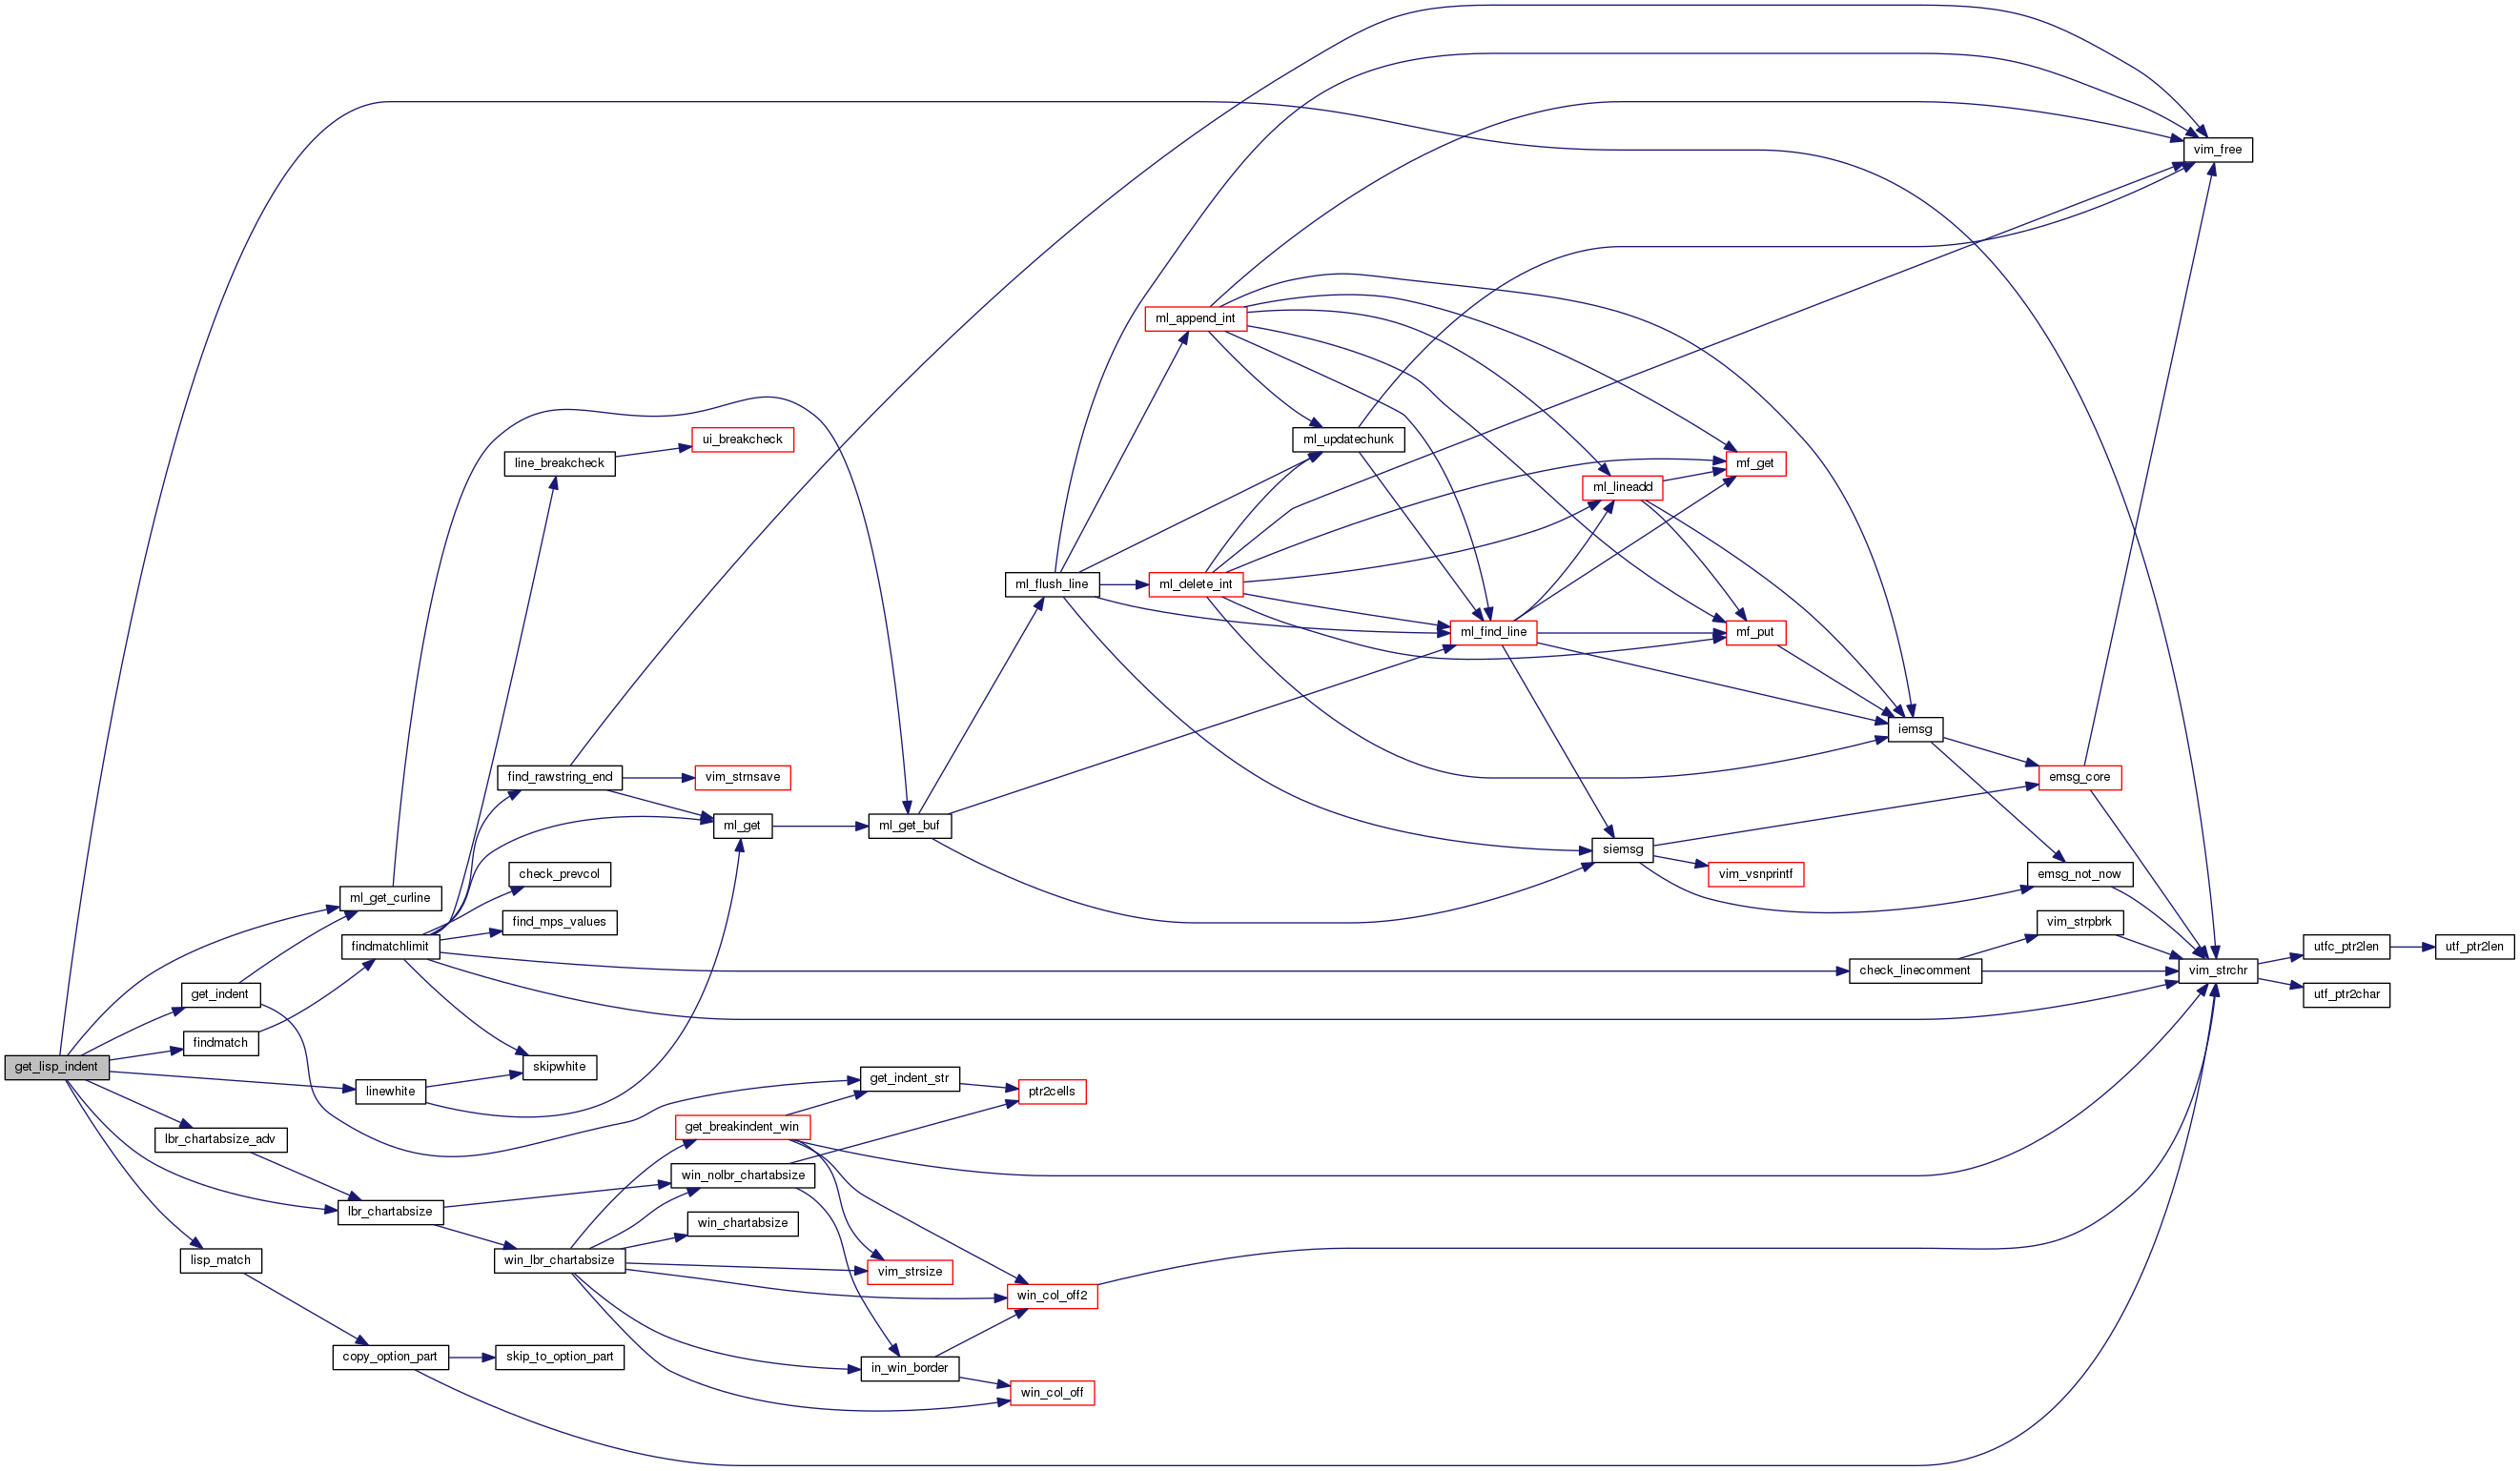 vim_free
ml_append_int
ui_breakcheck
ml_updatechunk
line_breakcheck
mf_get
ml_lineadd
ml_flush_line
ml_delete_int
ml_find_line
mf_put
iemsg
find_rawstring_end
vim_strnsave
emsg_core
ml_get
ml_get_buf
siemsg
check_prevcol
vim_vsnprintf
emsg_not_now
ml_get_curline
find_mps_values
vim_strpbrk
findmatchlimit
utfc_ptr2len
utf_ptr2len
check_linecomment
vim_strchr
get_indent
utf_ptr2char
findmatch
get_lisp_indent
skipwhite
get_indent_str
linewhite
ptr2cells
get_breakindent_win
lbr_chartabsize_adv
win_nolbr_chartabsize
lbr_chartabsize
win_chartabsize
lisp_match
win_lbr_chartabsize
vim_strsize
win_col_off2
copy_option_part
skip_to_option_part
in_win_border
win_col_off